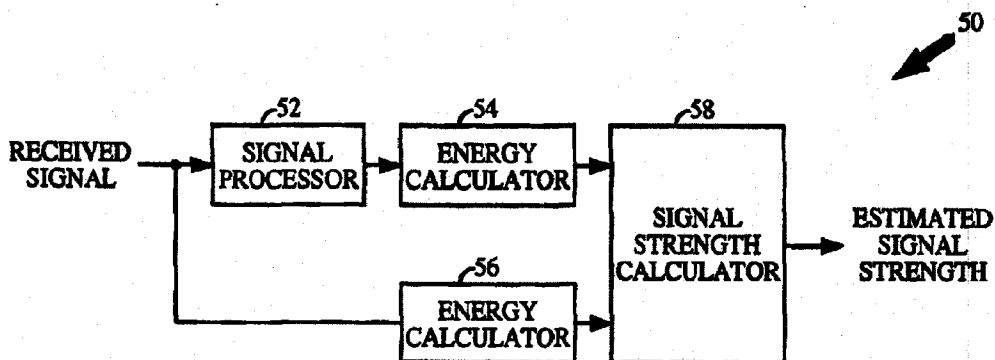 50
52
54
58
RECEIVED
SIGNAL
SIGNAL
PROCESSOR
ENERGY
CALCULATOR
SIGNAL
STRENGTH
CALCULATOR
ESTIMATED
SIGNAL
STRENGTH
56
ENERGY
CALCULATOR